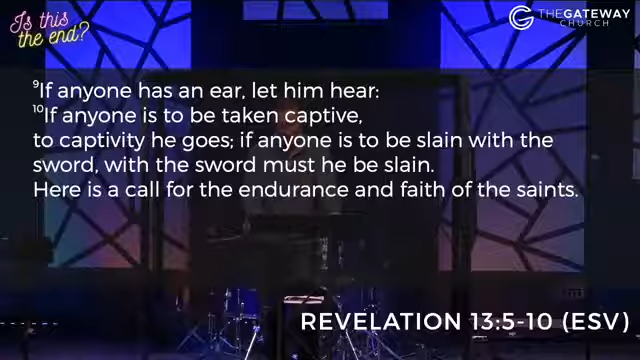 Is this
the end?
THEGATEWAY
CHURCH
⁹If anyone has an ear, let him hear:
¹⁰If anyone is to be taken captive,
to captivity he goes; if anyone is to be slain with the
sword, with the sword must he be slain.
Here is a call for the endurance and faith of the saints.
REVELATION 13:5-10 (ESV)